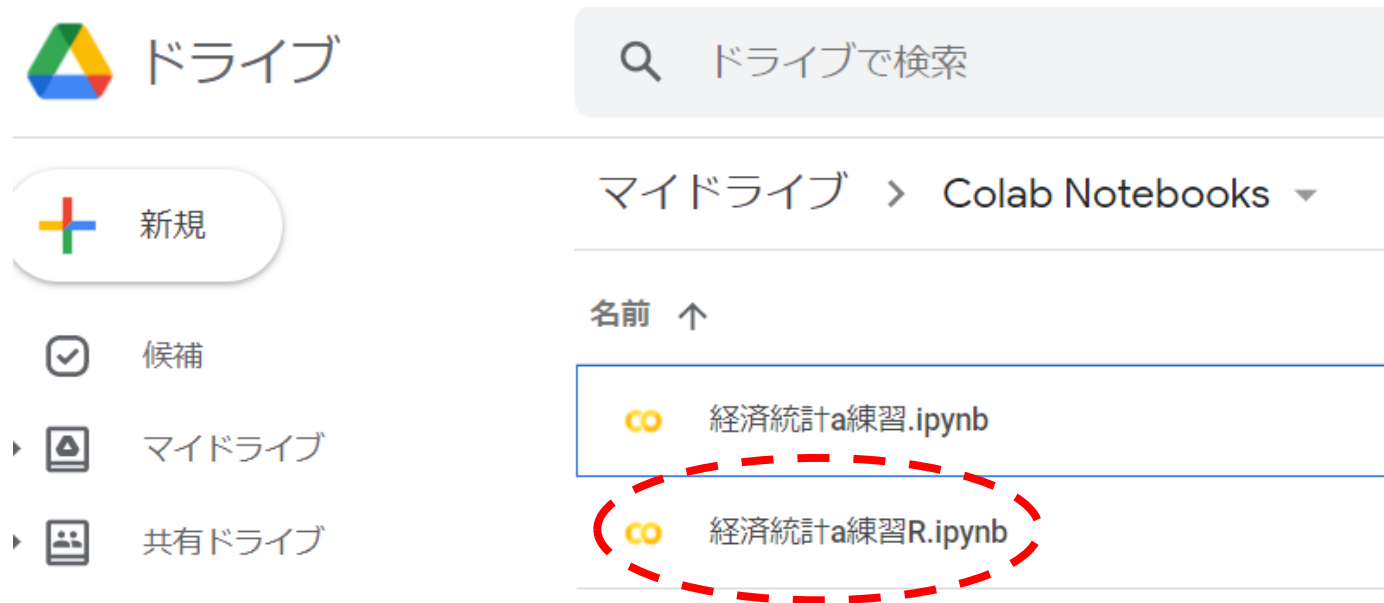 ドライブ
ドライブで検索
新規
候補
マイドライブ
共有ドライブ
マイドライブ > Colab Notebooks
名前 ↑
経済統計a練習.ipynb
経済統計a練習R.ipynb